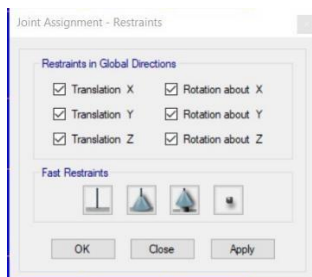 Joint Assignment - Restraints
Restraints in Global Directions
Translation X Rotation about X
Translation Y Rotation about Y
Translation Z Rotation about Z
Fast Restraints
OK Close Apply